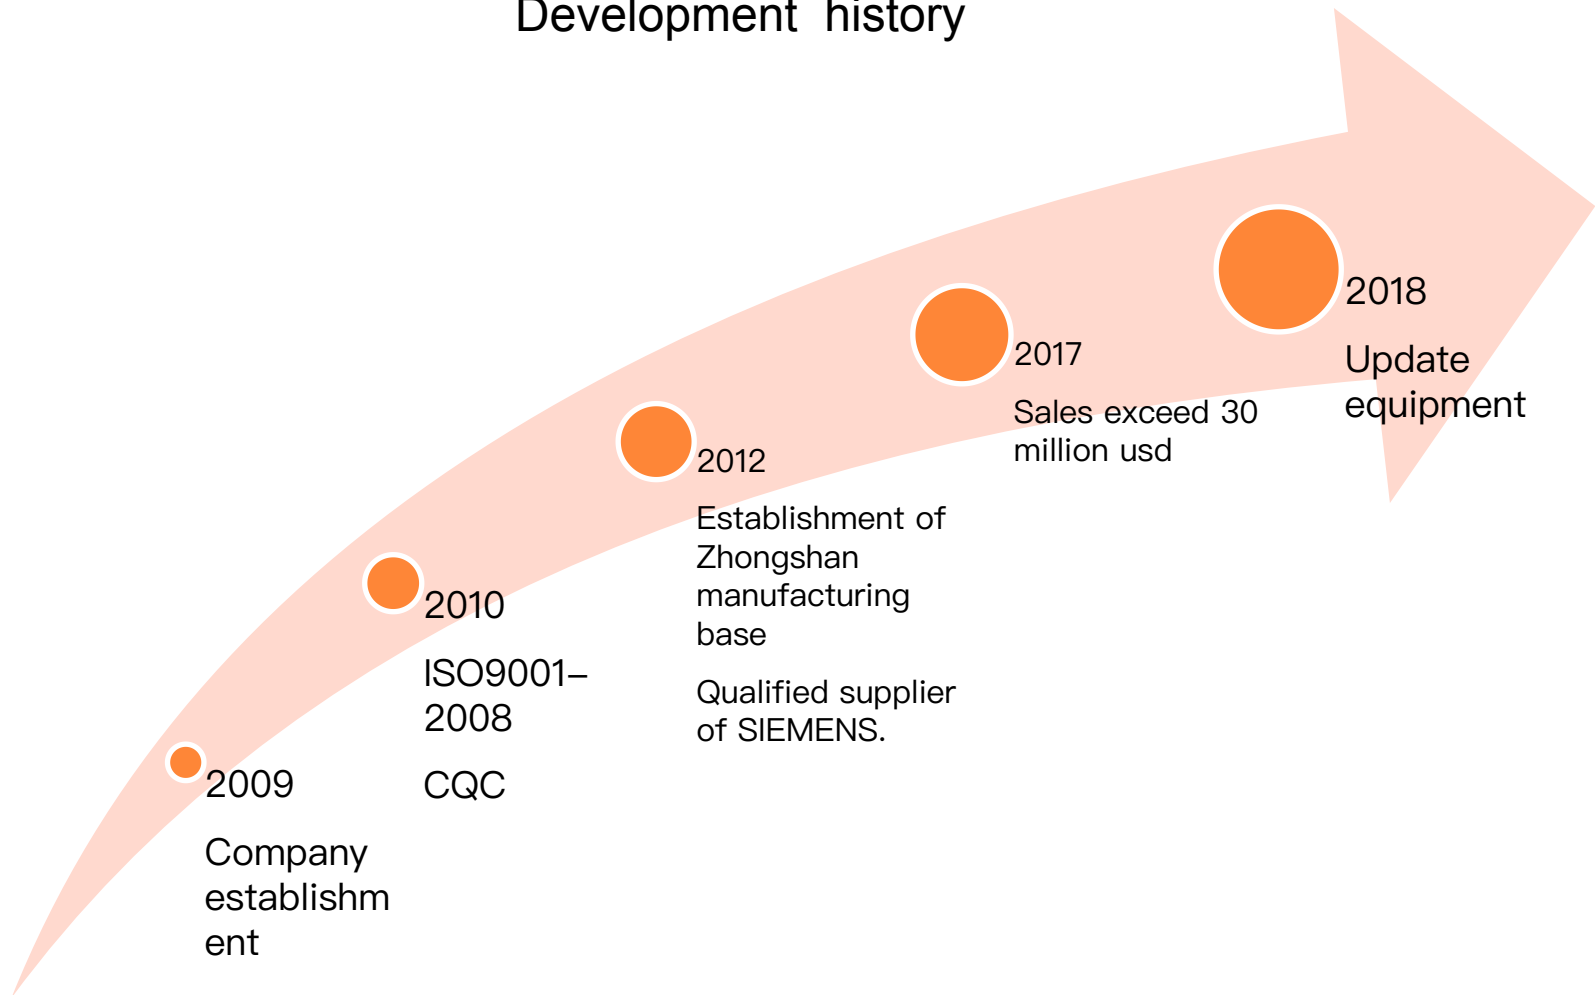 Development history
2009
Company
establishm
ent
2010
ISO9001–
2008
CQC
2012
Establishment of
Zhongshan
manufacturing
base
Qualified supplier
of SIEMENS.
2017
Sales exceed 30
million usd
2018
Update
equipment